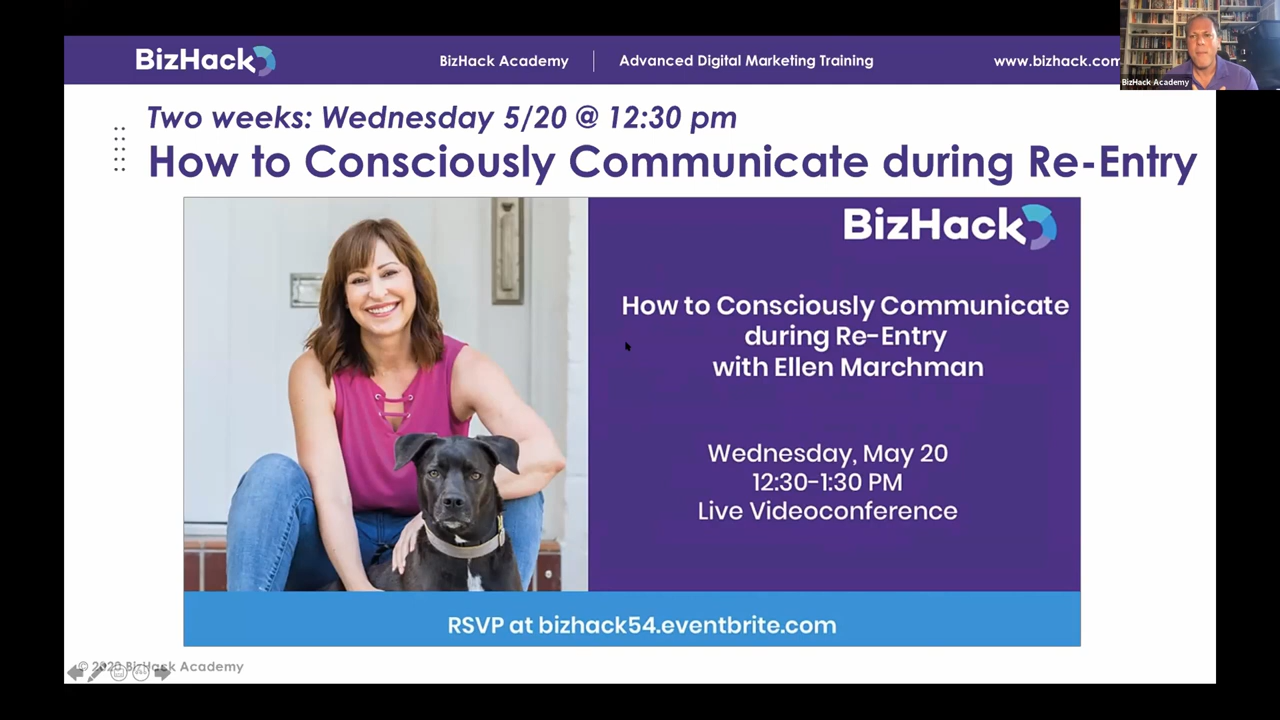 BizHack
BizHack Academy
Advanced Digital Marketing Training
www.bizhack.com
BizHack Academy
Two weeks: Wednesday 5/20 @ 12:30 pm
How to Consciously Communicate during Re-Entry
BizHack
How to Consciously Communicate
during Re-Entry
with Ellen Marchman
Wednesday, May 20
12:30-1:30 PM
Live Videoconference
RSVP at bizhack54.eventbrite.com
© 2020 BizHack Academy